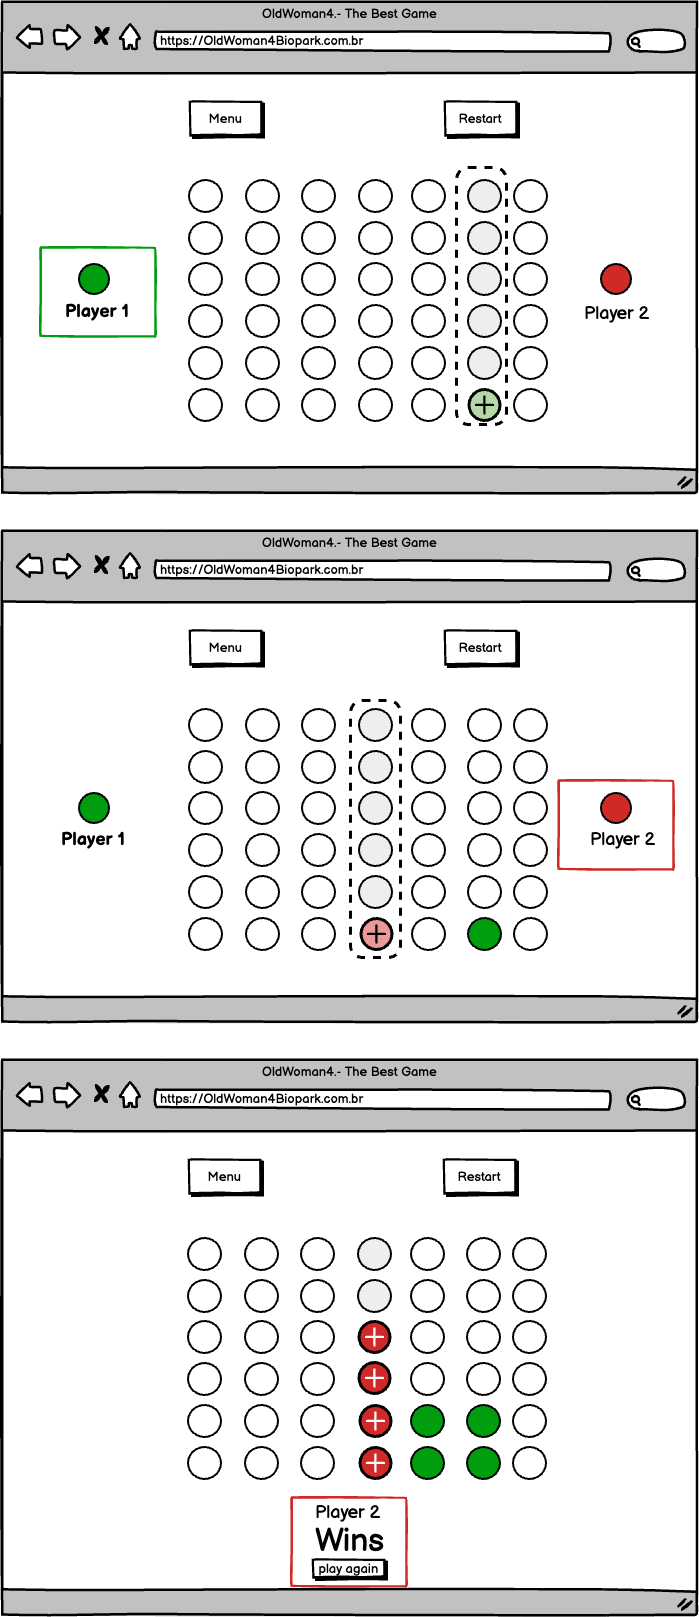 OldWoman4.- The Best Game
https://OldWoman4Biopark.com.br
Menu
Restart
Player 1
Player 2
OldWoman4.- The Best Game
https://OldWoman4Biopark.com.br
Menu
Restart
Player 1
Player 2
OldWoman4.- The Best Game
https://OldWoman4Biopark.com.br
Menu
Restart
Player 2
Wins
play again